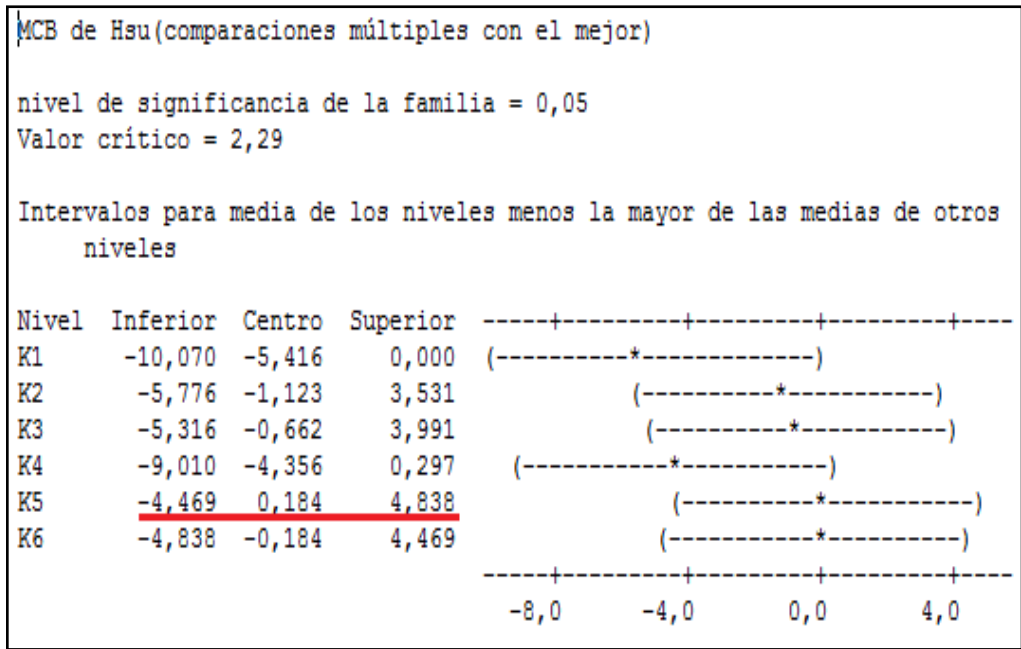 MCB de Hsu(comparaciones múltiples con el mejor)
nivel de significancia de la familia = 0,05
Valor crítico = 2,29
Intervalos para media de los niveles menos la mayor de las medias de otros
niveles
Nivel  Inferior  Centro  Superior  -----+---------+---------+---------+----
K1      -10,070  -5,416     0,000  (----------*-------------)
K2       -5,776  -1,123     3,531             (----------*-----------)
K3       -5,316  -0,662     3,991              (----------*-----------)
K4       -9,010  -4,356     0,297    (-----------*-----------)
K5       -4,469   0,184     4,838                (----------*-----------)
K6       -4,838  -0,184     4,469               (-----------*----------)
-----+---------+---------+---------+----
-8,0      -4,0       0,0       4,0